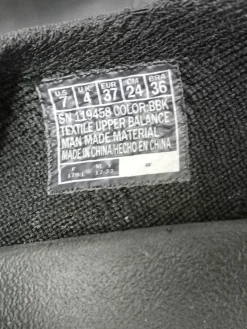 U.S. U.K. EUR CM BRA
7 4 37 24 36
SN 119458 COLOR:BBK
TEXTILE UPPER BALANCE
MAN MADE MATERIAL
MADE IN CHINA/HECHO EN CHINA